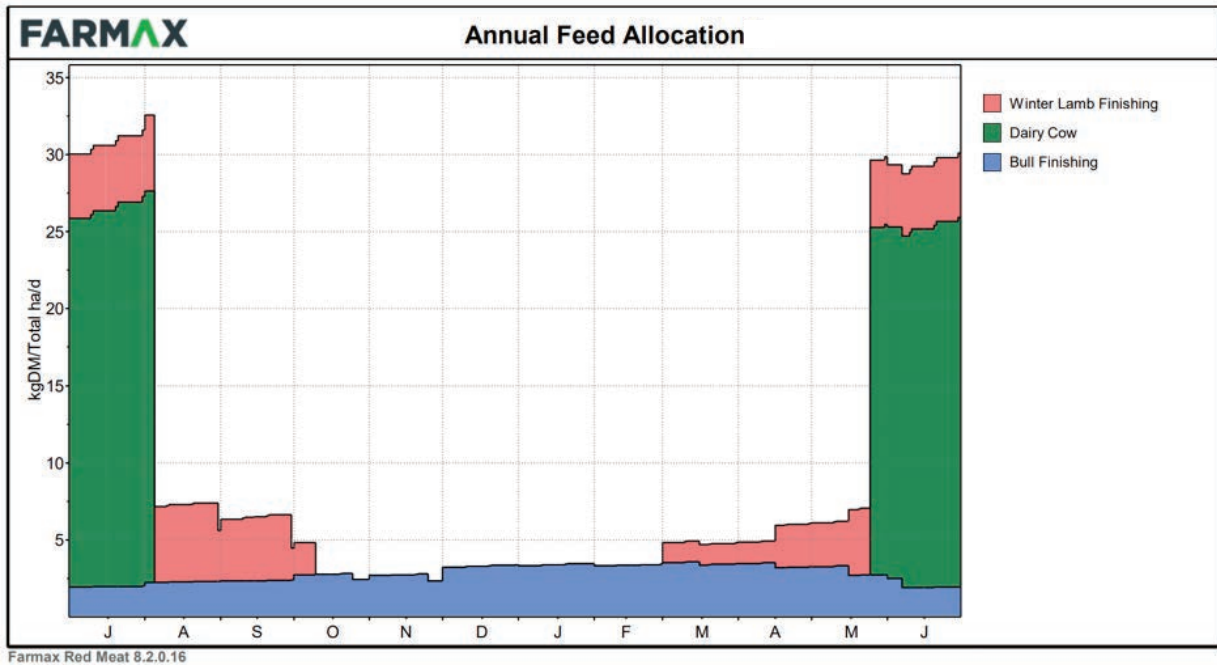 FARMAX
Annual Feed Allocation
kgDM/Total ha/d
35
30
25
20
15
10
5
J A S O N D J F M A M J
Winter Lamb Finishing
Dairy Cow
Bull Finishing
Farmax Red Meat 8.2.0.16